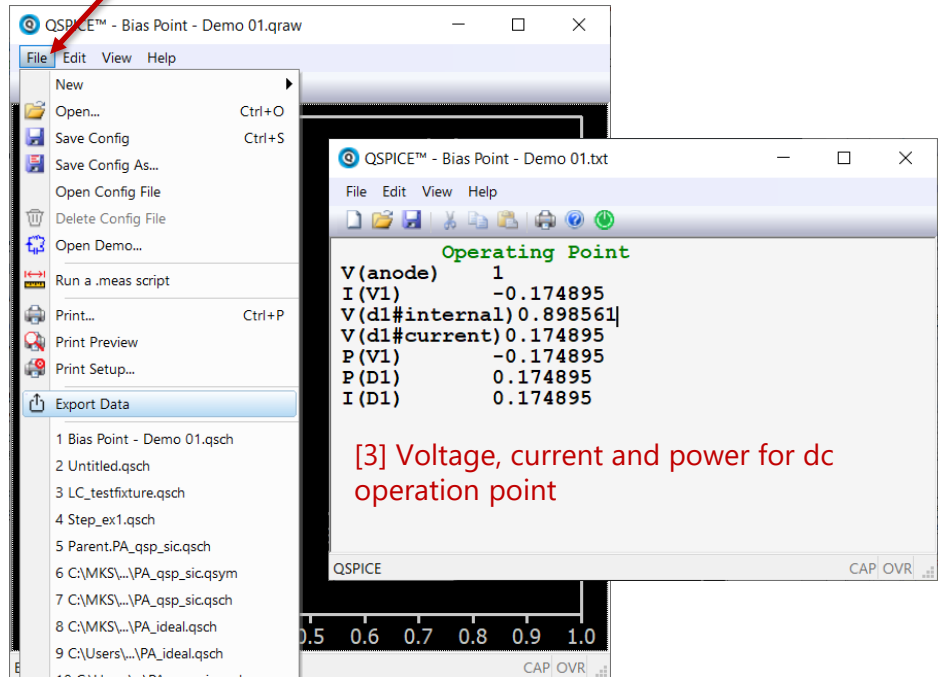 QSPICE™ - Bias Point - Demo 01.qraw
File Edit View Help
New
Open... Ctrl+O
Save Config Ctrl+S
Save Config As...
Open Config File
Delete Config File
Open Demo...
Run a .meas script
Print... Ctrl+P
Print Preview
Print Setup...
Export Data
1 Bias Point - Demo 01.qsch
2 Untitled.qsch
3 LC_testfixture.qsch
4 Step_ex1.qsch
5 Parent.PA_qsp_sic.qsch
6 C:\MKS\...\PA_qsp_sic.qsym
7 C:\MKS\...\PA_qsp_sic.qsch
8 C:\MKS\...\PA_ideal.qsch
9 C:\Users\...\PA_ideal.qsch
QSPICE™ - Bias Point - Demo 01.txt
File Edit View Help
Operating Point
V(anode) 1
I(V1) -0.174895
V(d1#internal)0.898561
V(d1#current)0.174895
P(V1) -0.174895
P(D1) 0.174895
I(D1) 0.174895
[3] Voltage, current and power for dc
operation point
QSPICE CAP OVR
0.5 0.6 0.7 0.8 0.9 1.0
CAP OVR